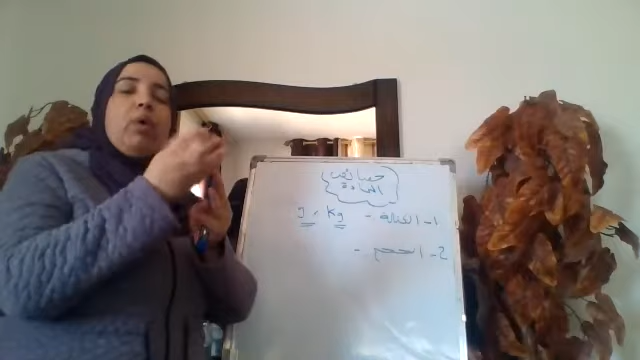 خصائص
المادة
1- الكتلة - g , Kg
2- الحجم -